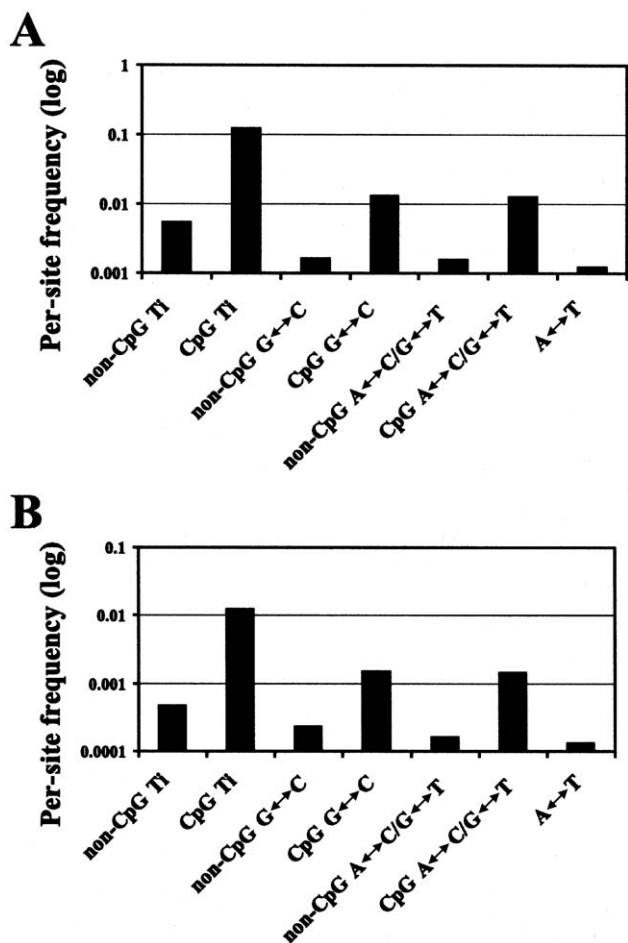 A
Per-site frequency (log)
1
0.1
0.01
0.001
non-CpG Ti
CpG Ti
non-CpG G↔C
CpG G↔C
non-CpG A↔C/G↔T
CpG A↔C/G↔T
A↔T
B
Per-site frequency (log)
0.1
0.01
0.001
0.0001
non-CpG Ti
CpG Ti
non-CpG G↔C
CpG G↔C
non-CpG A↔C/G↔T
CpG A↔C/G↔T
A↔T